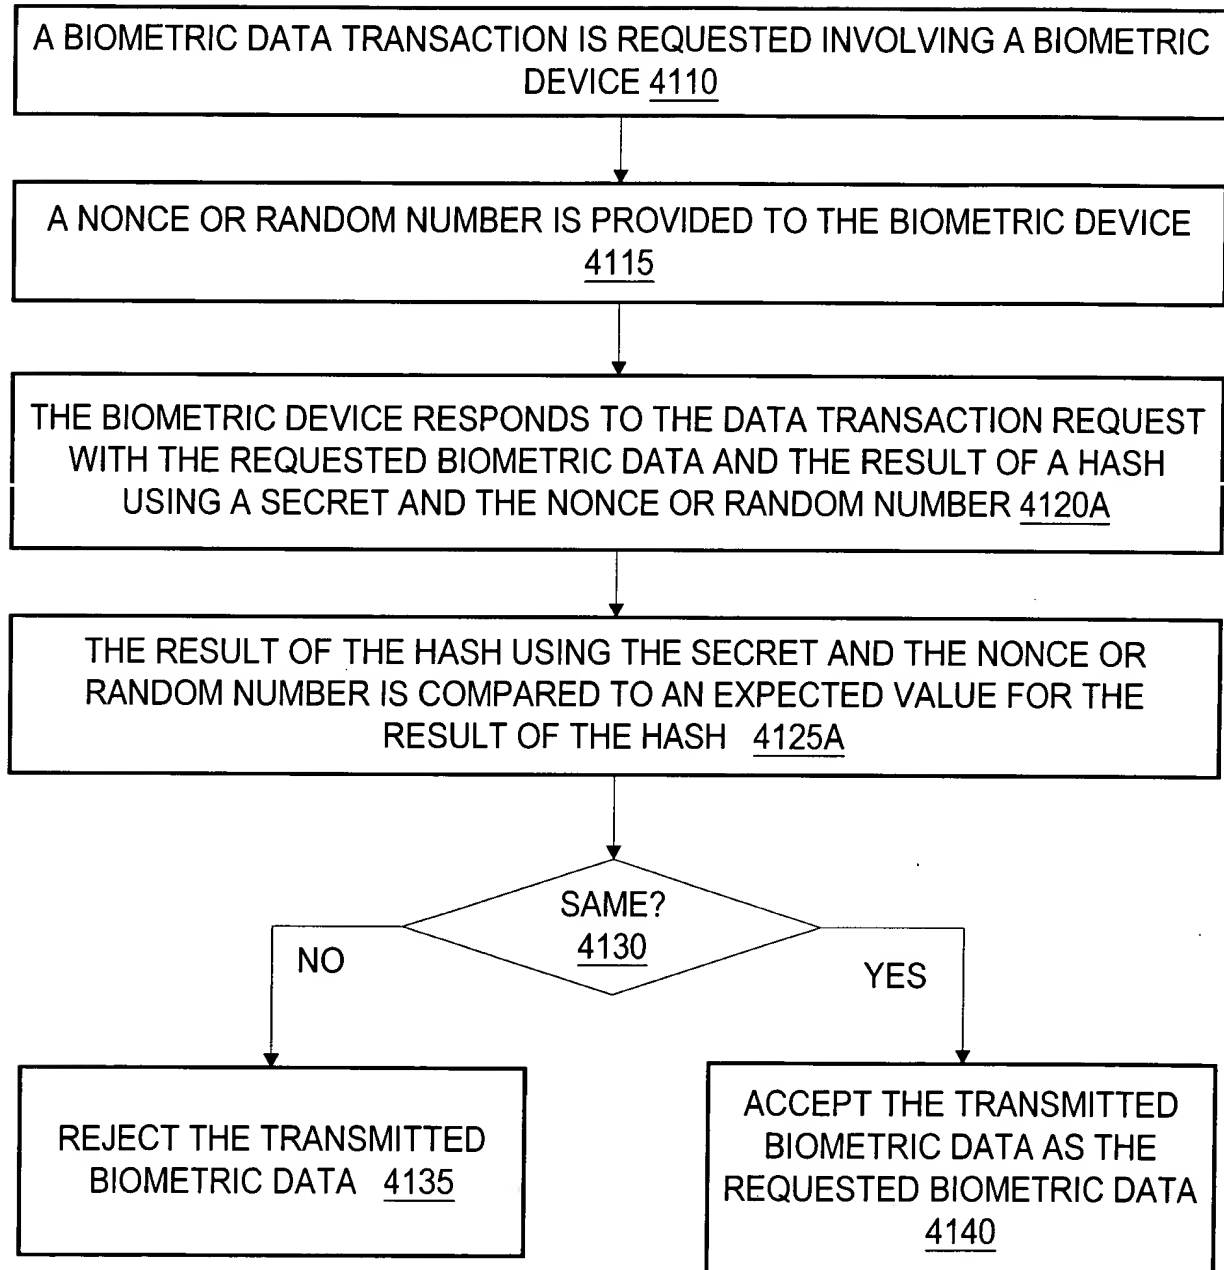 A BIOMETRIC DATA TRANSACTION IS REQUESTED INVOLVING A BIOMETRIC
DEVICE 4110
A NONCE OR RANDOM NUMBER IS PROVIDED TO THE BIOMETRIC DEVICE
4115
THE BIOMETRIC DEVICE RESPONDS TO THE DATA TRANSACTION REQUEST
WITH THE REQUESTED BIOMETRIC DATA AND THE RESULT OF A HASH
USING A SECRET AND THE NONCE OR RANDOM NUMBER 4120A
THE RESULT OF THE HASH USING THE SECRET AND THE NONCE OR
RANDOM NUMBER IS COMPARED TO AN EXPECTED VALUE FOR THE
RESULT OF THE HASH 4125A
SAME?
4130
NO
YES
REJECT THE TRANSMITTED
BIOMETRIC DATA 4135
ACCEPT THE TRANSMITTED
BIOMETRIC DATA AS THE
REQUESTED BIOMETRIC DATA
4140